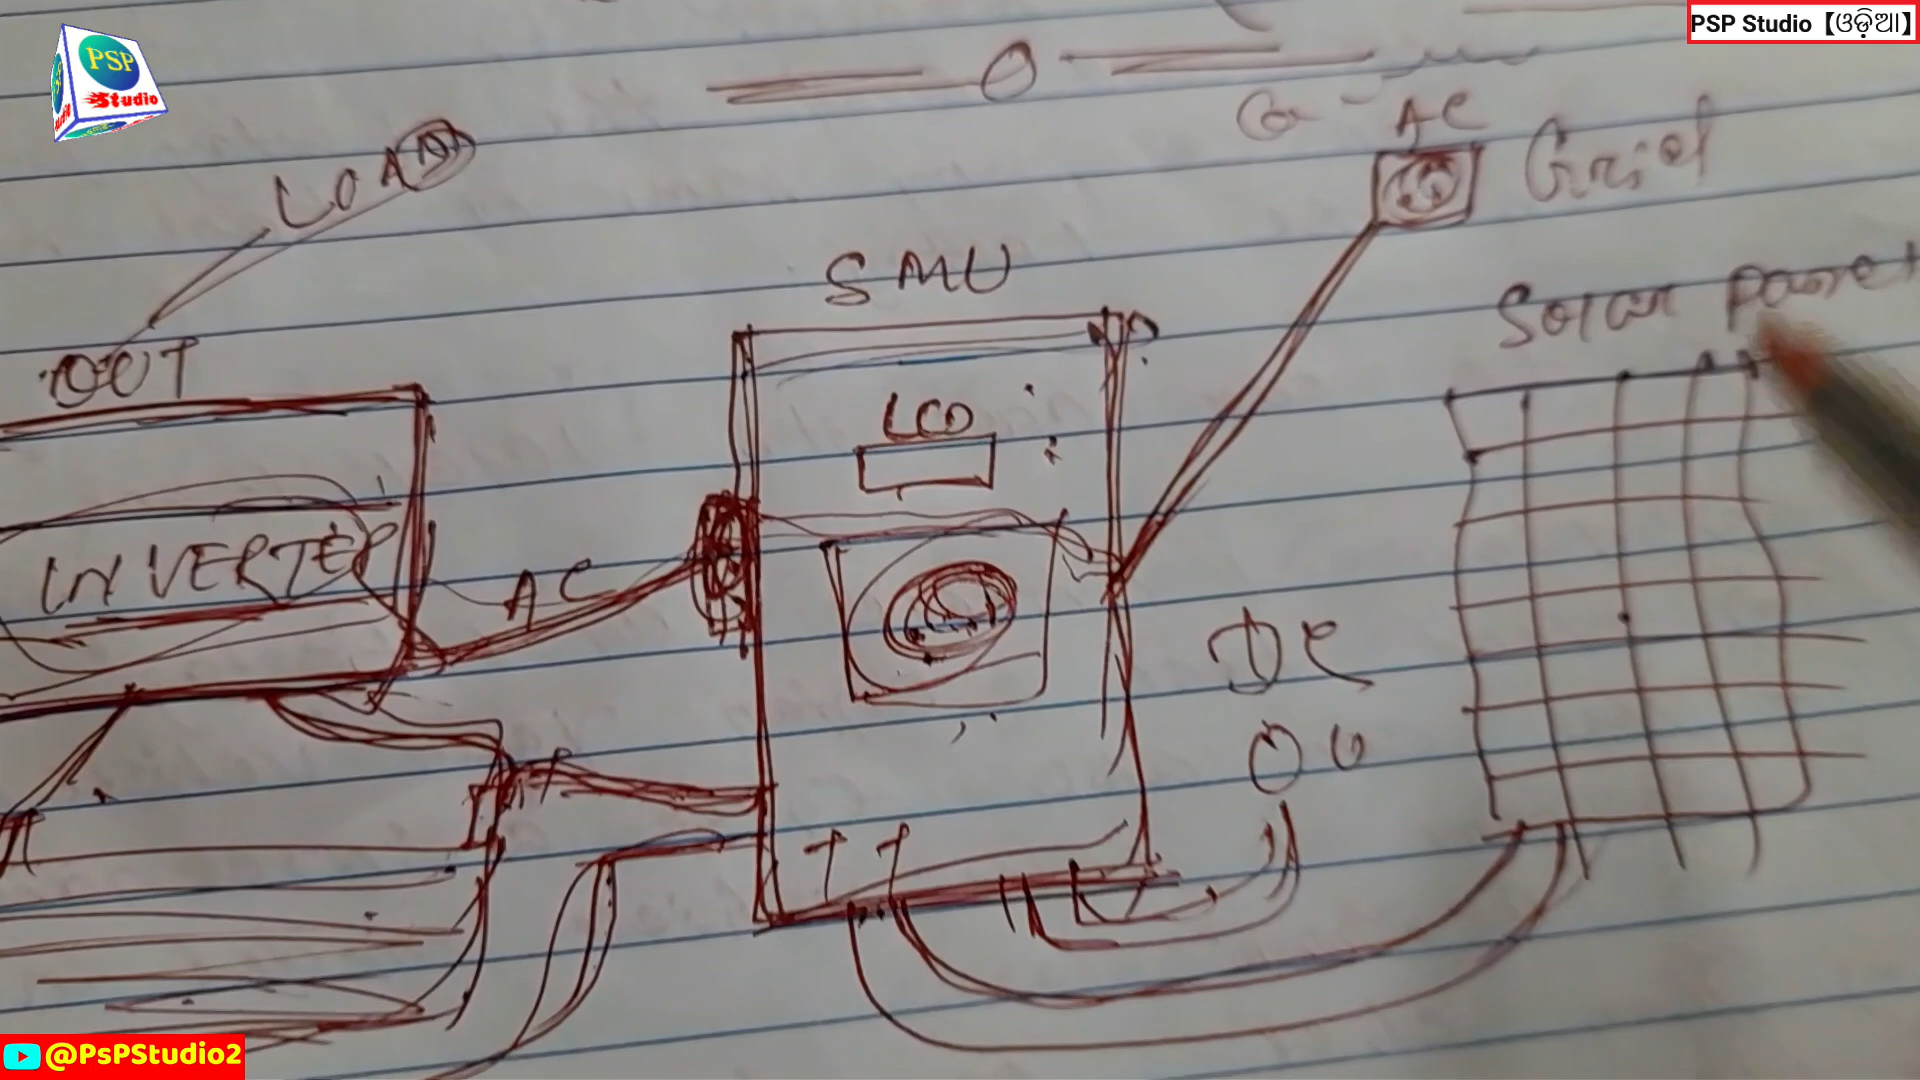 PSP Studio【ଓଡ଼ିଆ】
PSP
Studio
AC
Grid
LOAD
SMU
Solar Panel
OUT
LCD
INVERTER
AC
DC
@PsPStudio2